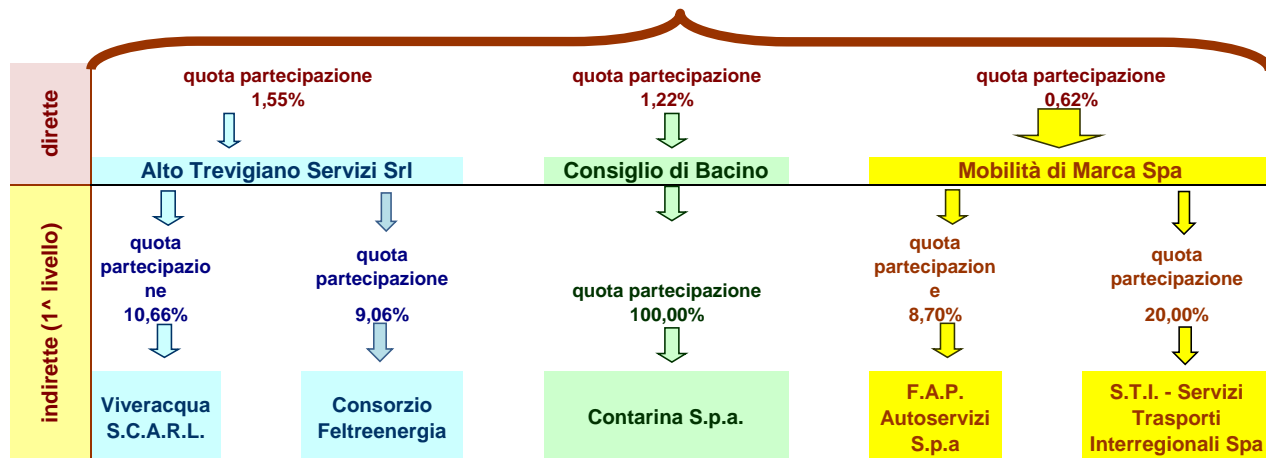 dirette
quota partecipazione
1,55%
quota partecipazione
1,22%
quota partecipazione
0,62%
Alto Trevigiano Servizi Srl
Consiglio di Bacino
Mobilità di Marca Spa
indirette (1^ livello)
quota
partecipazio
ne
10,66%
quota
partecipazione
9,06%
quota partecipazione
100,00%
quota
partecipazion
e
8,70%
quota
partecipazione
20,00%
Viveracqua
S.C.A.R.L.
Consorzio
Feltreenergia
Contarina S.p.a.
F.A.P.
Autoservizi
S.p.a
S.T.I. - Servizi
Trasporti
Interregionali Spa